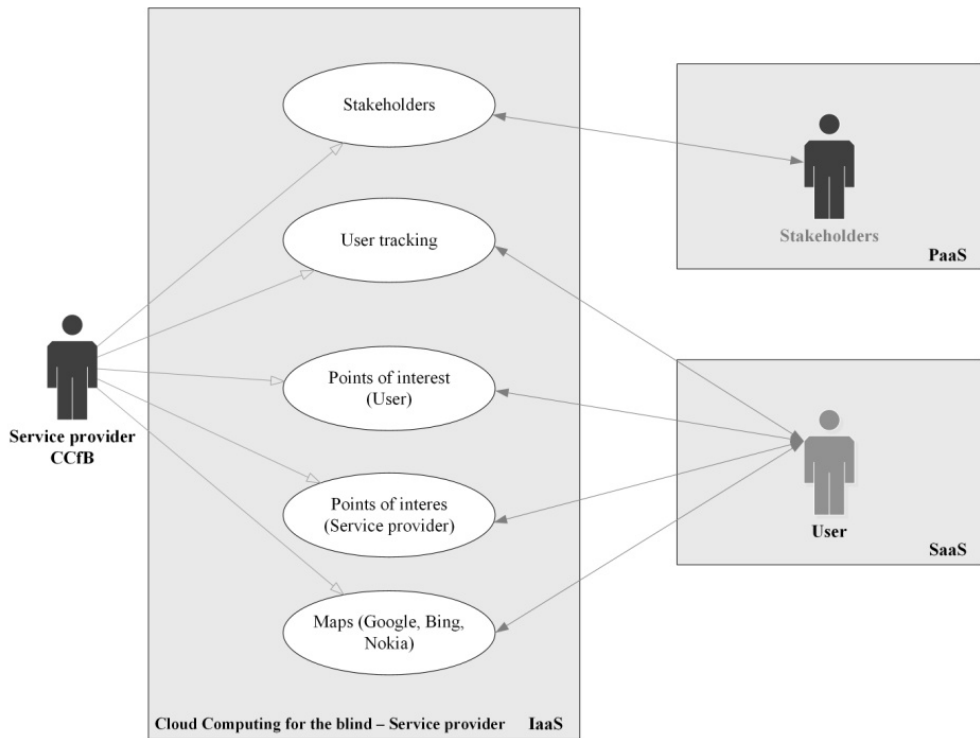 Stakeholders
User tracking
Points of interest
(User)
Points of interes
(Service provider)
Maps (Google, Bing,
Nokia)
Cloud Computing for the blind – Service provider IaaS
Service provider
CCfB
Stakeholders
PaaS
User
SaaS